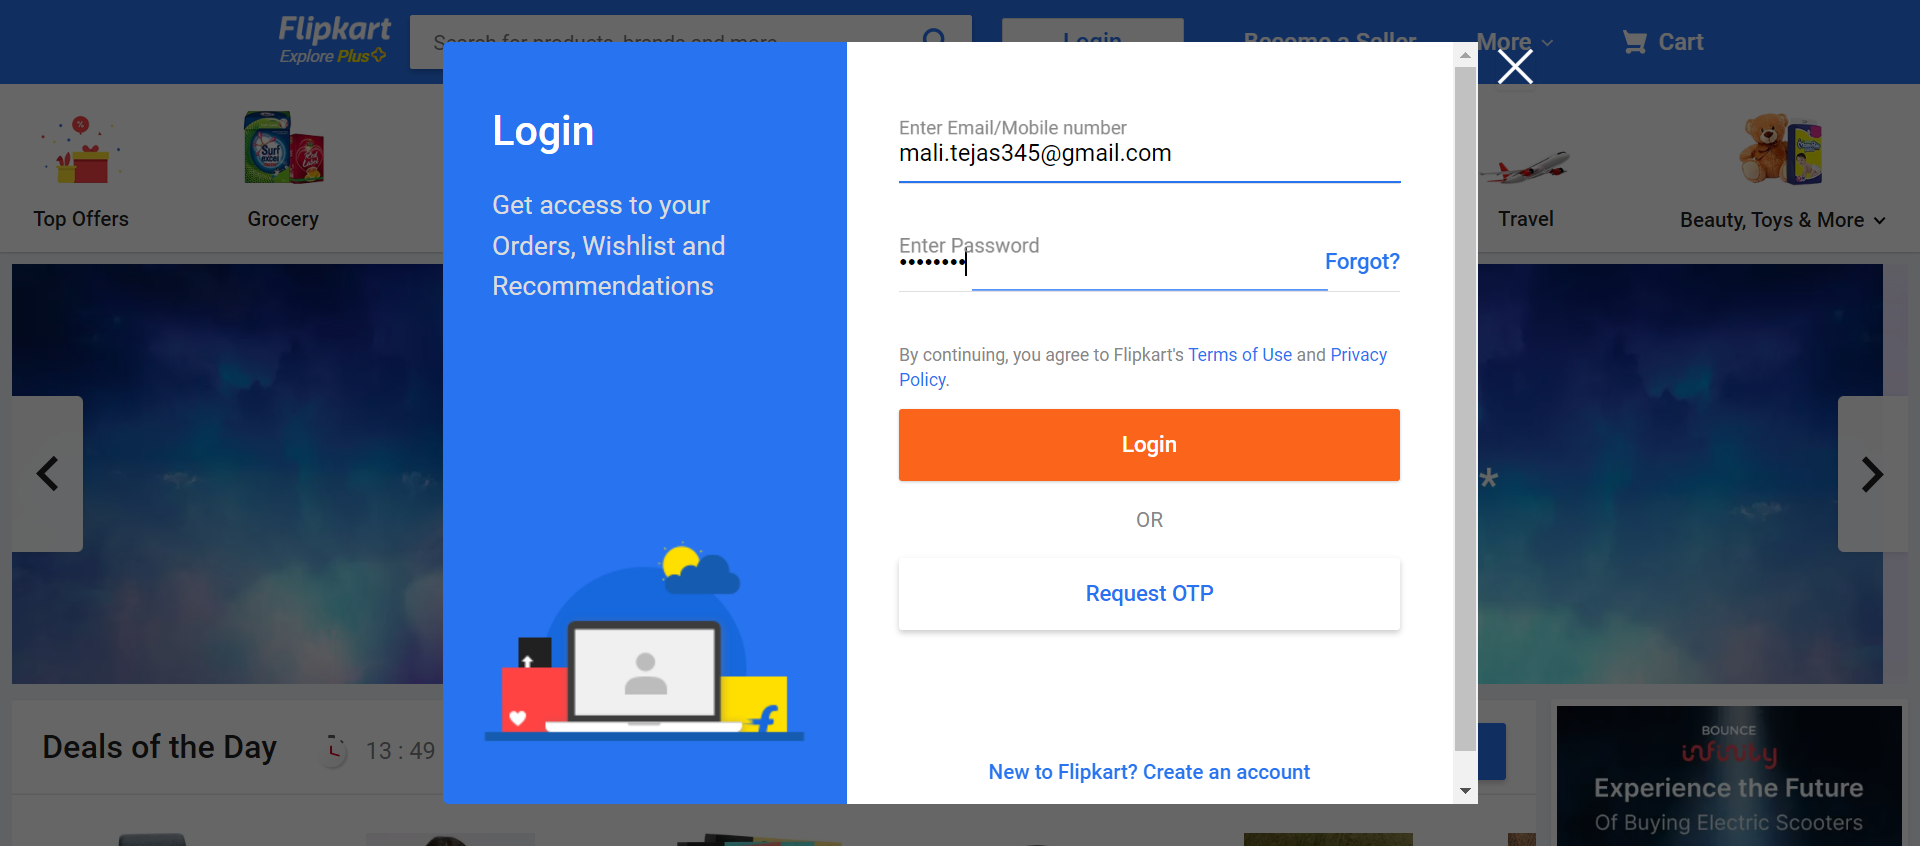 Flipkart
Explore Plus
Search for products, brands and more
Login
Become a Seller
More
Cart
Top Offers
Grocery
Travel
Beauty, Toys & More
Login
Get access to your
Orders, Wishlist and
Recommendations
Enter Email/Mobile number
mali.tejas345@gmail.com
Enter Password
••••••••
Forgot?
By continuing, you agree to Flipkart's Terms of Use and Privacy
Policy.
Login
OR
Request OTP
New to Flipkart? Create an account
*
Deals of the Day
13 : 49
BOUNCE
infinity
Experience the Future
Of Buying Electric Scooters